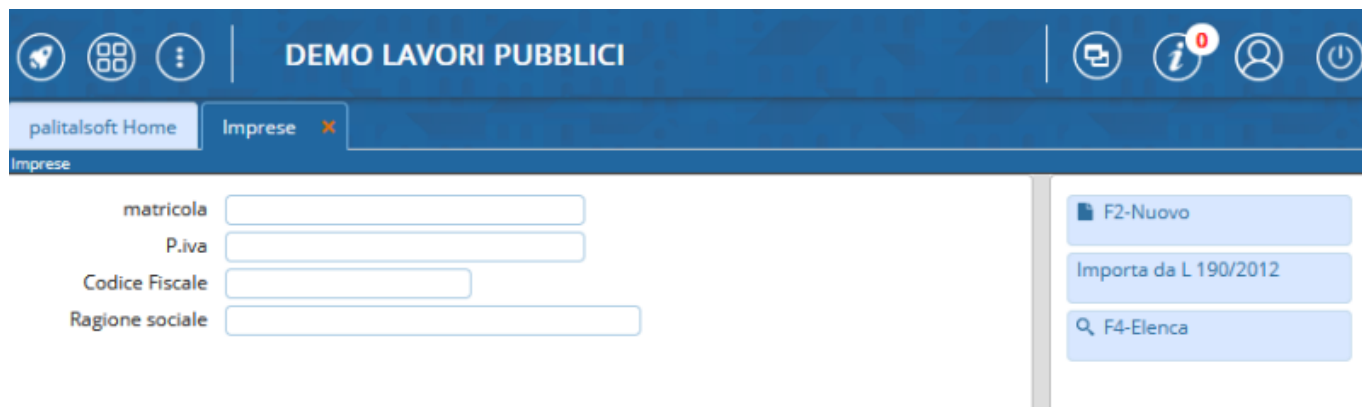 DEMO LAVORI PUBBLICI
i 0
palitalsoft Home Imprese ×
Imprese
matricola
P.iva
Codice Fiscale
Ragione sociale
F2-Nuovo
Importa da L 190/2012
F4-Elenca